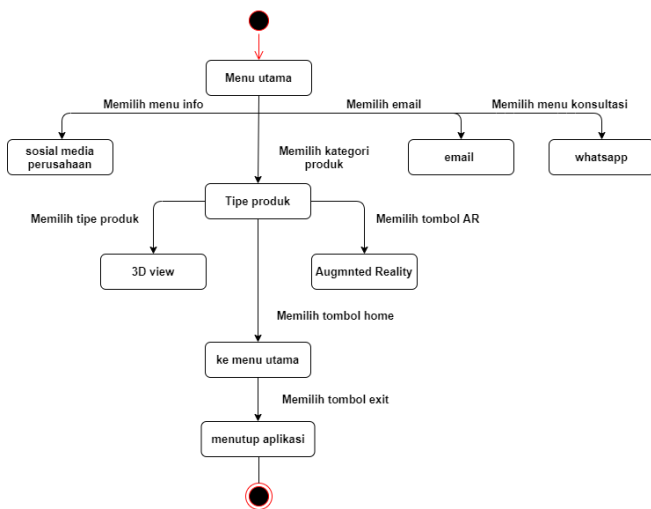 Menu utama
Memilih menu info
Memilih email
Memilih menu konsultasi
sosial media
perusahaan
Memilih kategori
produk
email
whatsapp
Memilih tipe produk
Tipe produk
Memilih tombol AR
3D view
Augmnted Reality
Memilih tombol home
ke menu utama
Memilih tombol exit
menutup aplikasi